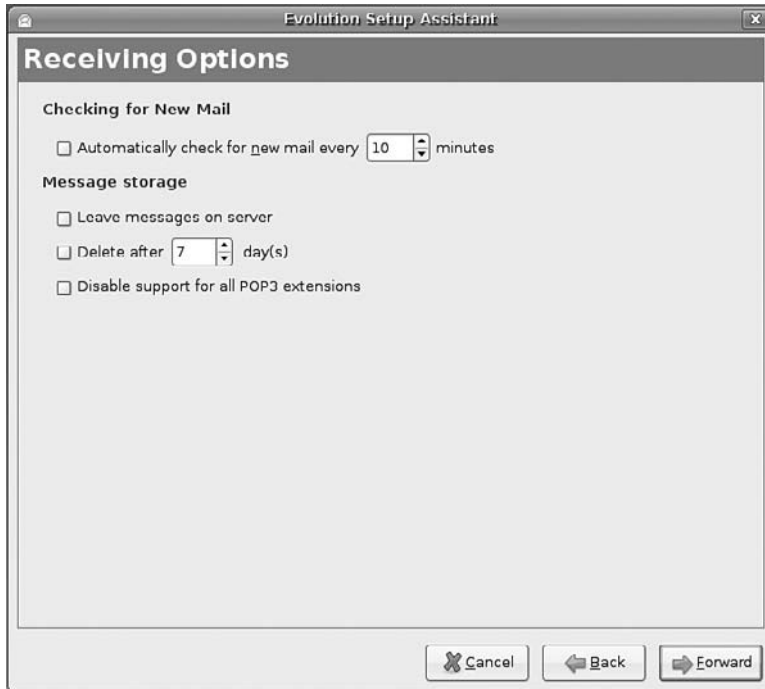 Evolution Setup Assistant
Receiving Options
Checking for New Mail
Automatically check for new mail every 10 minutes
Message storage
Leave messages on server
Delete after 7 day(s)
Disable support for all POP3 extensions
Cancel Back Forward